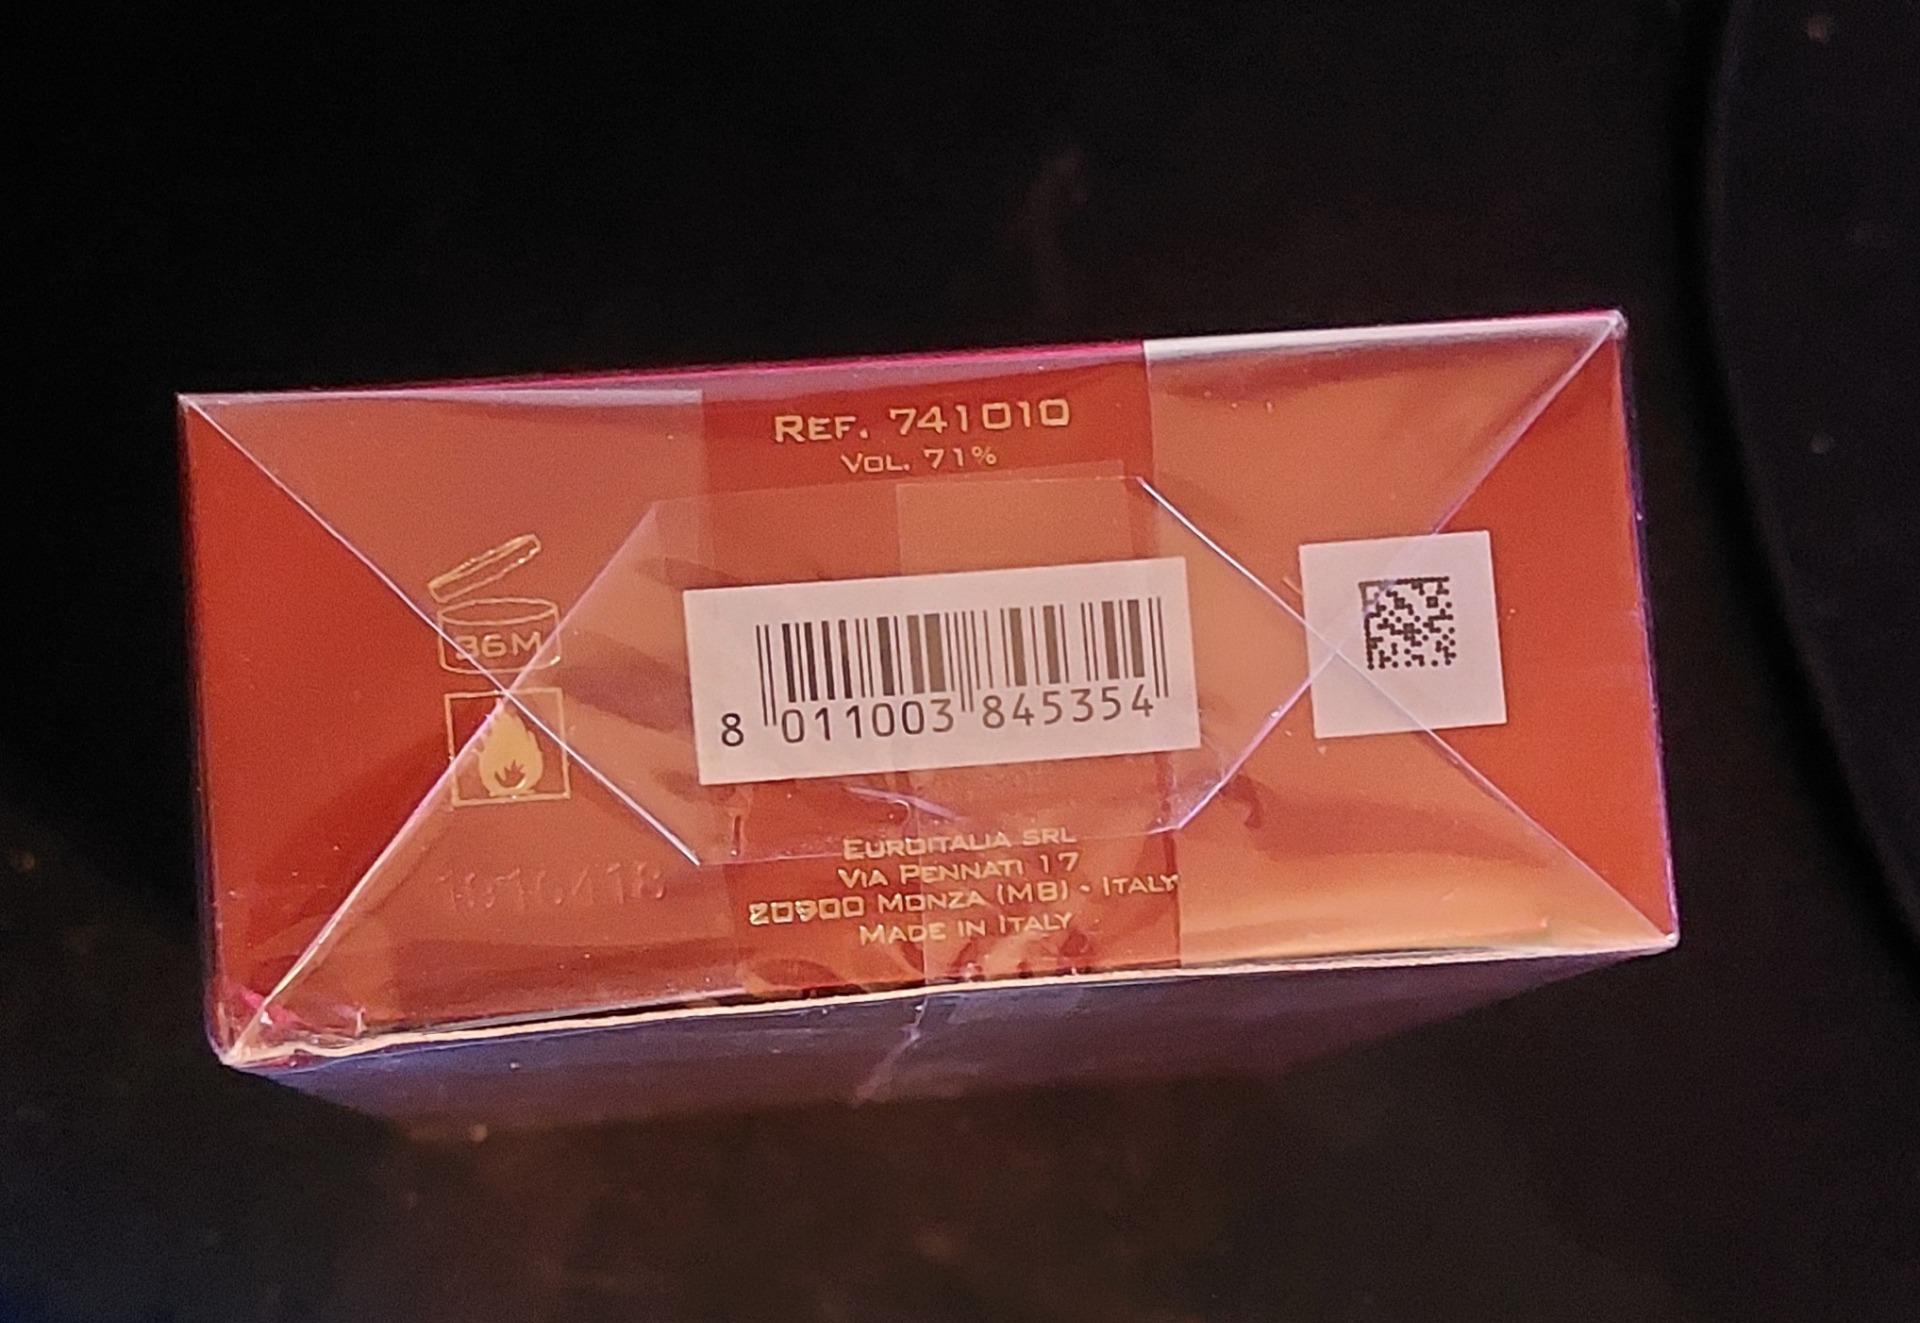 REF. 741010
VOL. 71%
36M
8 011003 845354
EUROITALIA SRL
VIA PENNATI 17
20900 MONZA (MB) - ITALY
MADE IN ITALY